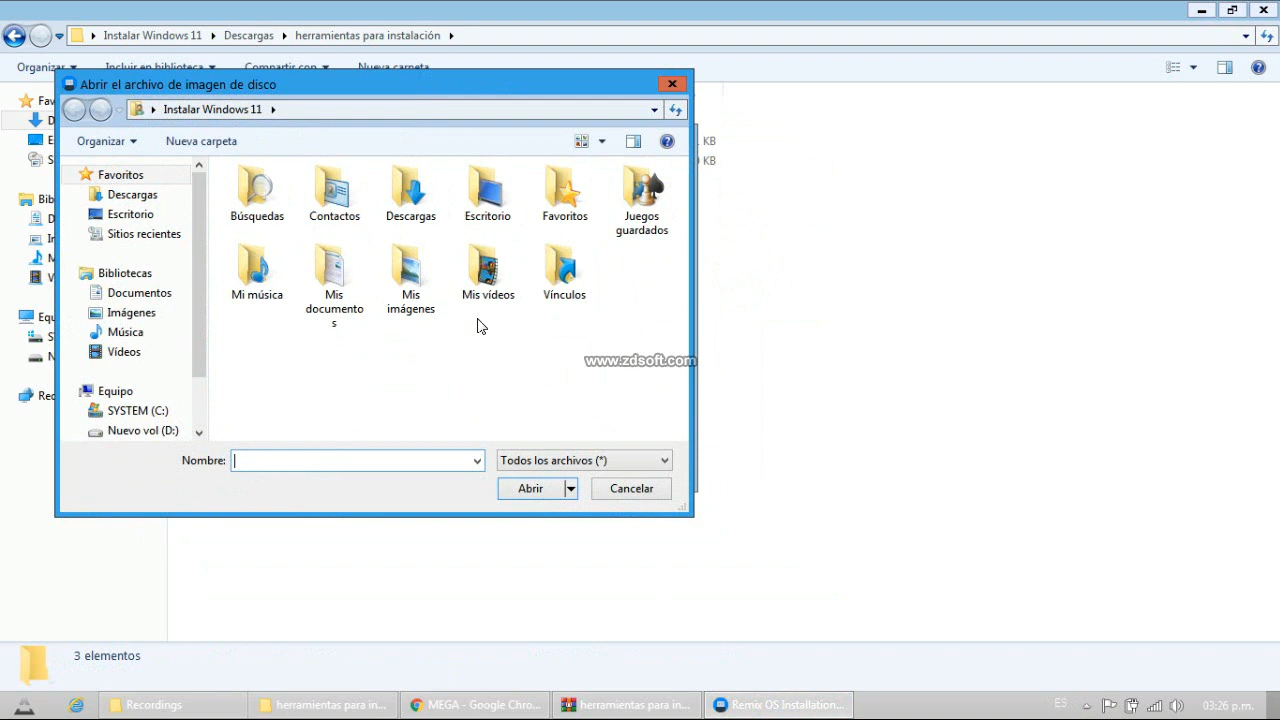 Instalar Windows 11 Descargas herramientas para instalación
Organizar Incluir en biblioteca Compartir con Nueva carpeta
Abrir el archivo de imagen de disco
Instalar Windows 11
Organizar Nueva carpeta
KB
KB
Favoritos
Descargas
Escritorio
Sitios recientes
Bibliotecas
Documentos
Imágenes
Música
Vídeos
Equipo
SYSTEM (C:)
Nuevo vol (D:)
Búsquedas Contactos Descargas Escritorio Favoritos Juegos
guardados
Mi música Mis
documento
s Mis
imágenes Mis vídeos Vínculos
www.zdsoft.com
Nombre: Todos los archivos (*)
Abrir Cancelar
3 elementos
Recordings herramientas para in... MEGA - Google Chro... herramientas para in... Remix OS Installation... ES 03:26 p.m.